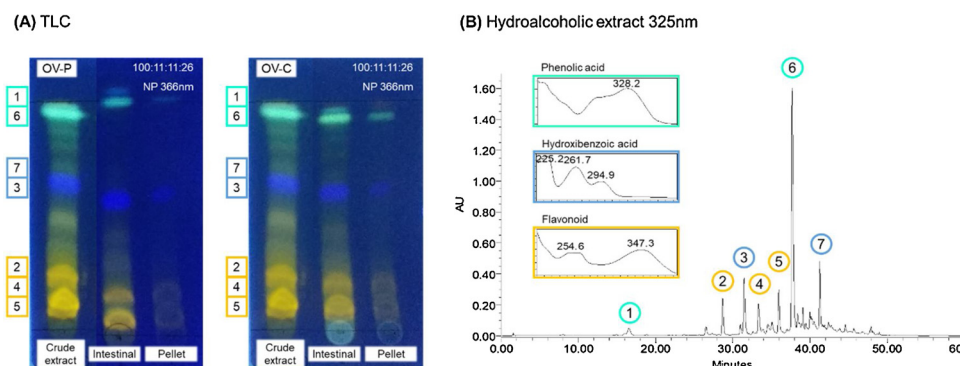 (A) TLC
OV-P
100:11:11:26
NP 366nm
1
6
7
3
2
4
5
Crude
extract
Intestinal
Pellet
OV-C
100:11:11:26
NP 366nm
1
6
7
3
2
4
5
Crude
extract
Intestinal
Pellet
(B) Hydroalcoholic extract 325nm
Phenolic acid
328.2
Hydroxibenzoic acid
225.2
261.7
294.9
Flavonoid
254.6
347.3
AU
1.60
1.40
1.20
1.00
0.80
0.60
0.40
0.20
0.00
1
2
3
4
5
6
7
0.00 10.00 20.00 30.00 40.00 50.00 60
Minutes